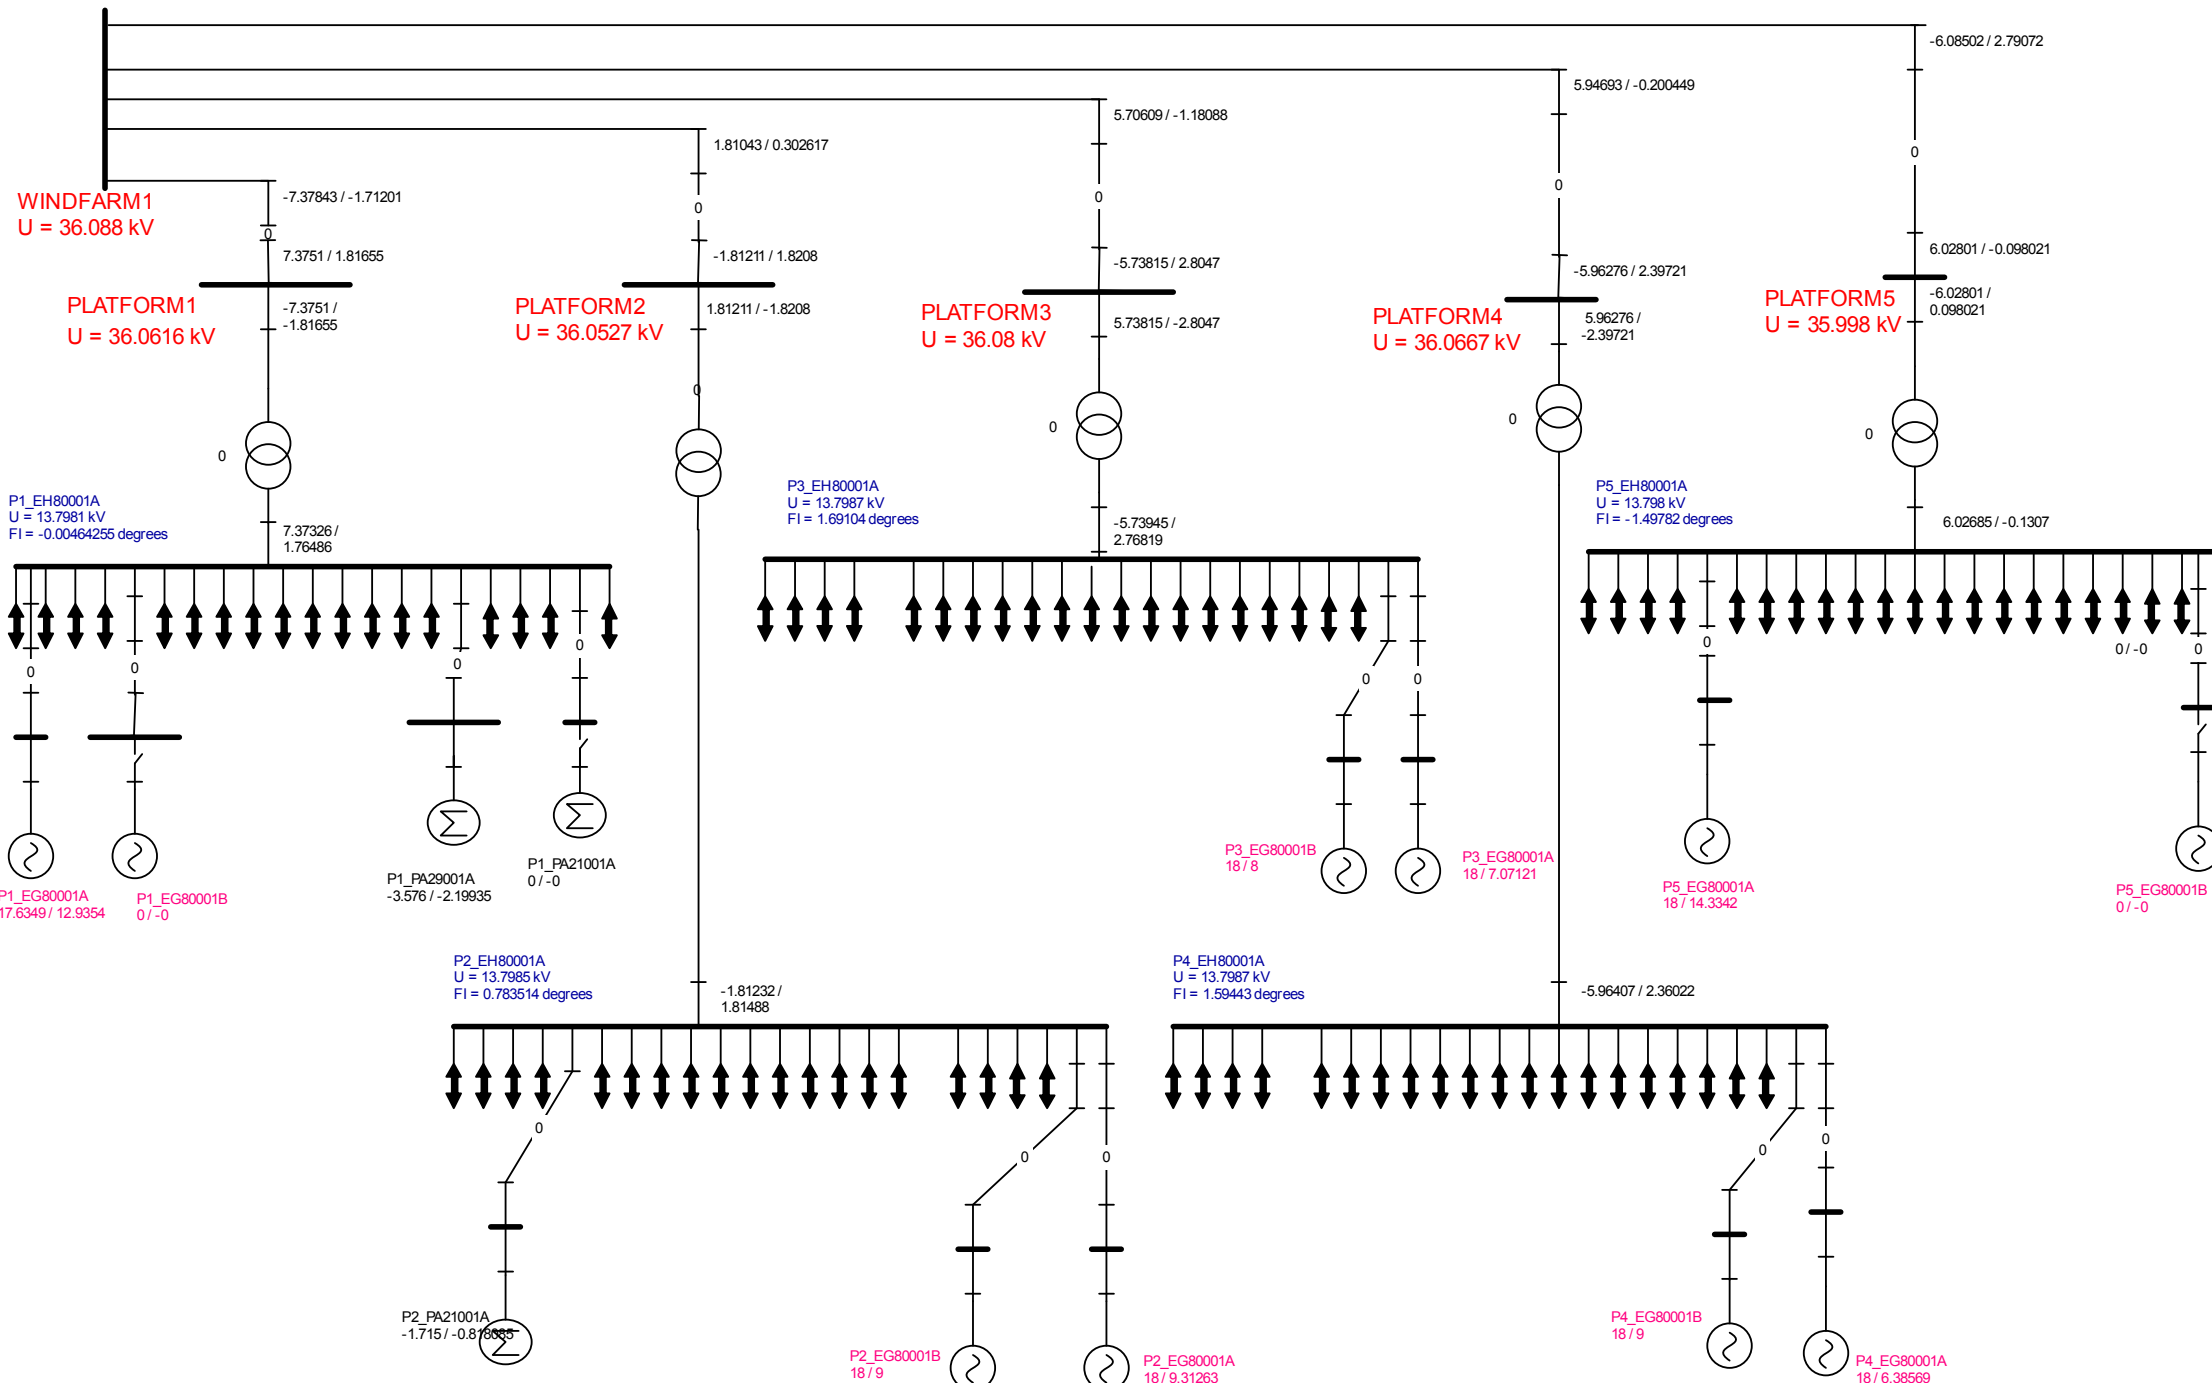 -6.08502 / 2.79072
5.94693 / -0.200449
5.70609 / -1.18088
1.81043 / 0.302617
0
0
WINDFARM1
U = 36.088 kV
-7.37843 / -1.71201
0
0
0
7.3751 / 1.81655
-1.81211 / 1.8208
-5.73815 / 2.8047
-5.96276 / 2.39721
6.02801 / -0.098021
PLATFORM1
U = 36.0616 kV
-7.3751 /
-1.81655
PLATFORM2
U = 36.0527 kV
1.81211 / -1.8208
PLATFORM3
U = 36.08 kV
5.73815 / -2.8047
PLATFORM4
U = 36.0667 kV
5.96276 /
-2.39721
PLATFORM5
U = 35.998 kV
-6.02801 /
0.098021
0
0
0
0
0
P1_EH80001A
U = 13.7981 kV
FI = -0.00464255 degrees
7.37326 /
1.76486
P3_EH80001A
U = 13.7987 kV
FI = 1.69104 degrees
-5.73945 /
2.76819
P5_EH80001A
U = 13.798 kV
FI = -1.49782 degrees
6.02685 / -0.1307
0
0
0
0
0
0
0
0 / -0
0
P1_EG80001A
17.6349 / 12.9354
P1_EG80001B
0 / -0
P1_PA29001A
-3.576 / -2.19935
P1_PA21001A
0 / -0
P3_EG80001B
18 / 8
P3_EG80001A
18 / 7.07121
P5_EG80001A
18 / 14.3342
P5_EG80001B
0 / -0
P2_EH80001A
U = 13.7985 kV
FI = 0.783514 degrees
-1.81232 /
1.81488
P4_EH80001A
U = 13.7987 kV
FI = 1.59443 degrees
-5.96407 / 2.36022
0
0
0
0
0
P2_PA21001A
-1.715 /
P2_EG80001B
18 / 9
P2_EG80001A
18 / 9.31263
P4_EG80001B
18 / 9
P4_EG80001A
18 / 6.38569